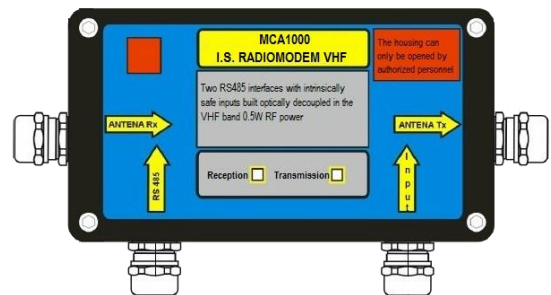 MCA1000
I.S. RADIOMODEM VHF
The housing can
only be opened by
authorized personnel
Two RS485 interfaces with intrinsically
safe inputs built optically decoupled in the
VHF band 0.5W RF power
ANTENA Rx
ANTENA Tx
RS 485
Reception
Transmission
Input